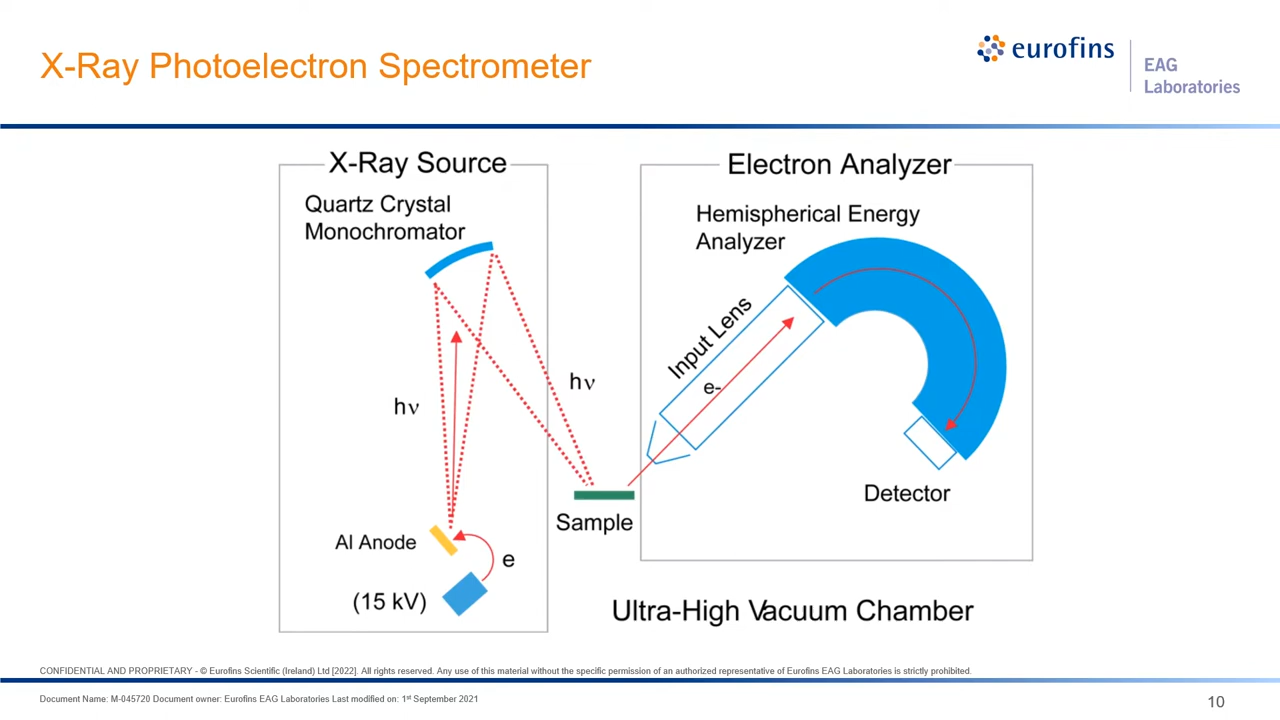 X-Ray Photoelectron Spectrometer
eurofins
EAG
Laboratories
X-Ray Source
Quartz Crystal
Monochromator
hν
hν
Al Anode
e
(15 kV)
Sample
Electron Analyzer
Hemispherical Energy
Analyzer
Input Lens
e-
Detector
Ultra-High Vacuum Chamber
CONFIDENTIAL AND PROPRIETARY - © Eurofins Scientific (Ireland) Ltd [2022]. All rights reserved. Any use of this material without the specific permission of an authorized representative of Eurofins EAG Laboratories is strictly prohibited.
Document Name: M-045720 Document owner: Eurofins EAG Laboratories Last modified on: 1st September 2021
10